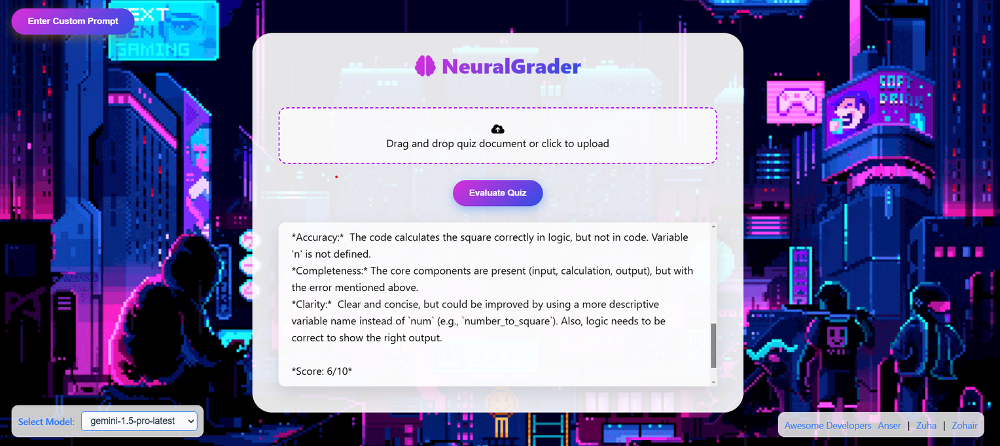 Enter Custom Prompt
EXT
GEN
GAMING
NeuralGrader
Drag and drop quiz document or click to upload
Evaluate Quiz
*Accuracy:*  The code calculates the square correctly in logic, but not in code. Variable
'n' is not defined.
*Completeness:* The core components are present (input, calculation, output), but with
the error mentioned above.
*Clarity:*  Clear and concise, but could be improved by using a more descriptive
variable name instead of `num` (e.g., `number_to_square`). Also, logic needs to be
correct to show the right output.
*Score: 6/10*
Select Model: gemini-1.5-pro-latest
Awesome Developers Anser | Zuha | Zohair